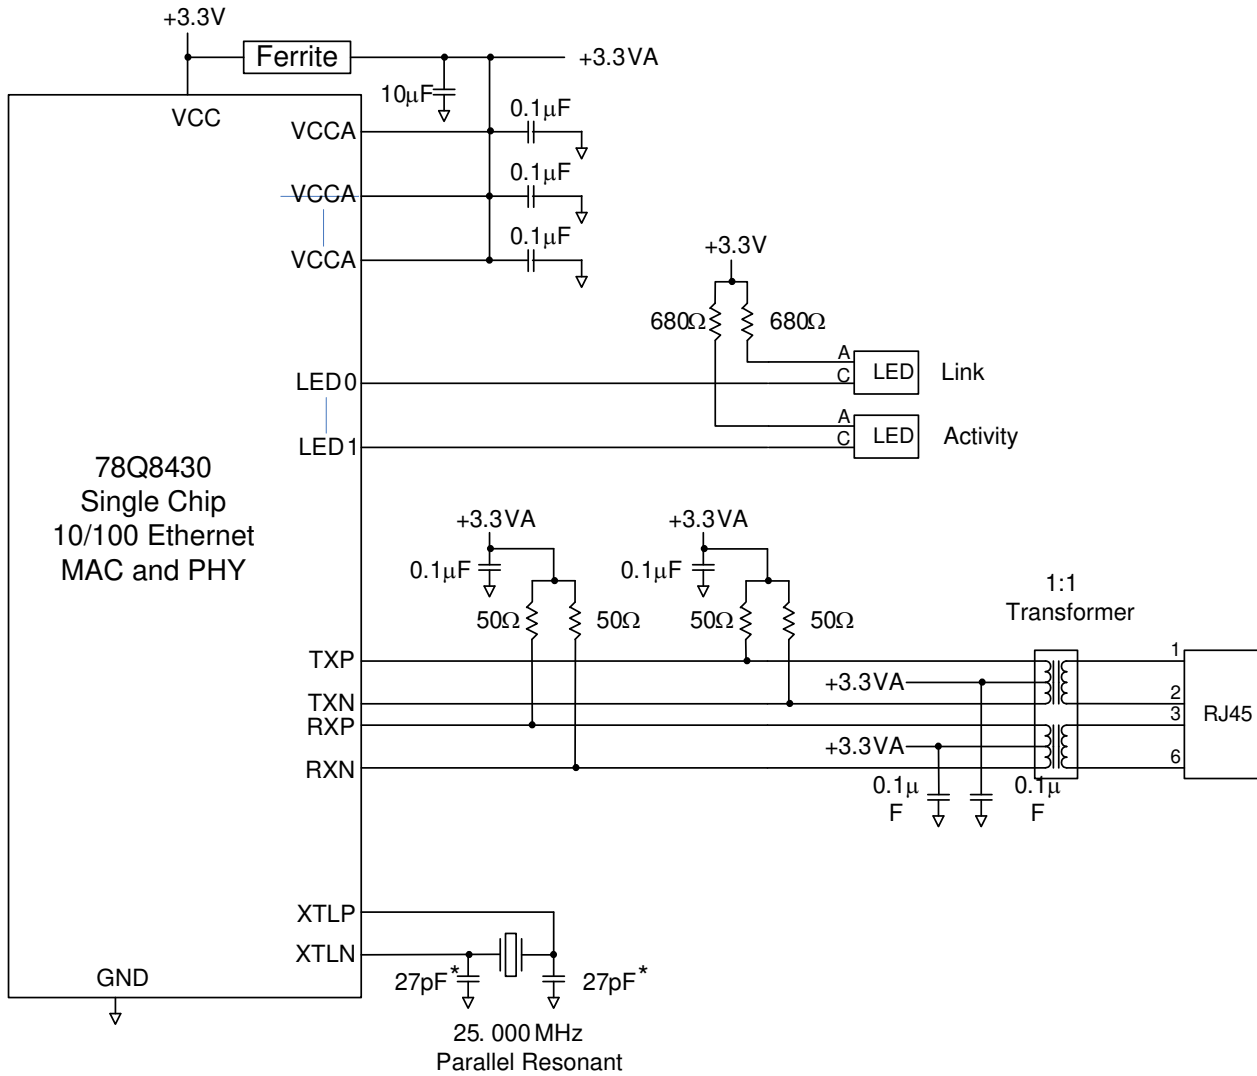 +3.3V
Ferrite
+3.3VA
10μF
VCC
0.1μF
VCCA
0.1μF
VCCA
0.1μF
VCCA
+3.3V
680Ω
680Ω
A
LED
Link
LED0
C
A
LED
Activity
LED1
C
78Q8430
Single Chip
10/100 Ethernet
MAC and PHY
+3.3VA
+3.3VA
0.1μF
0.1μF
50Ω
50Ω
50Ω
50Ω
1:1
Transformer
TXP
1
+3.3VA
TXN
2
RXP
3
RJ45
+3.3VA
RXN
6
0.1μ
F
0.1μ
F
XTLP
XTLN
GND
27pF*
27pF*
25. 000 MHz
Parallel Resonant